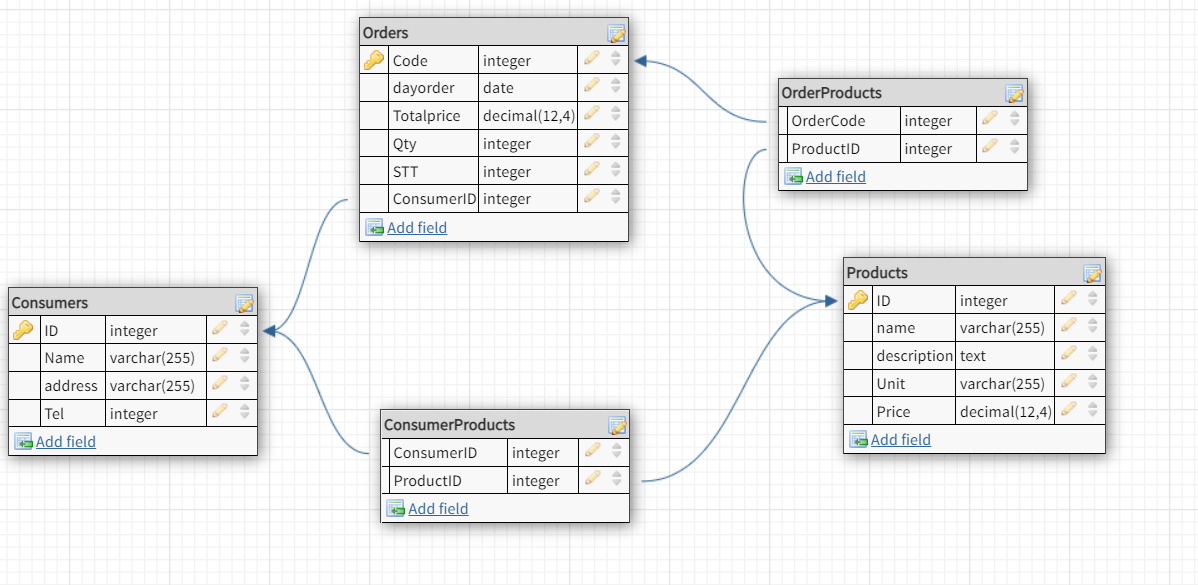 Orders
Code integer
dayorder date
Totalprice decimal(12,4)
Qty integer
STT integer
ConsumerID integer
Add field
OrderProducts
OrderCode integer
ProductID integer
Add field
Products
ID integer
name varchar(255)
description text
Unit varchar(255)
Price decimal(12,4)
Add field
Consumers
ID integer
Name varchar(255)
address varchar(255)
Tel integer
Add field
ConsumerProducts
ConsumerID integer
ProductID integer
Add field